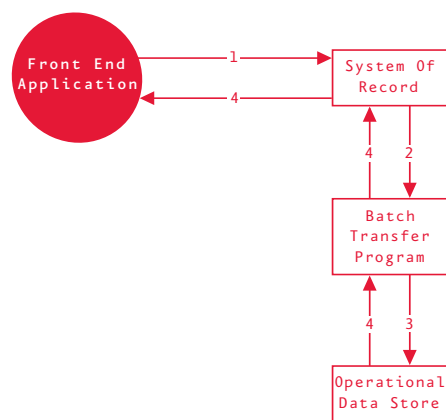 Front End
Application
1
4
System Of
Record
4
2
Batch
Transfer
Program
4
3
Operational
Data Store